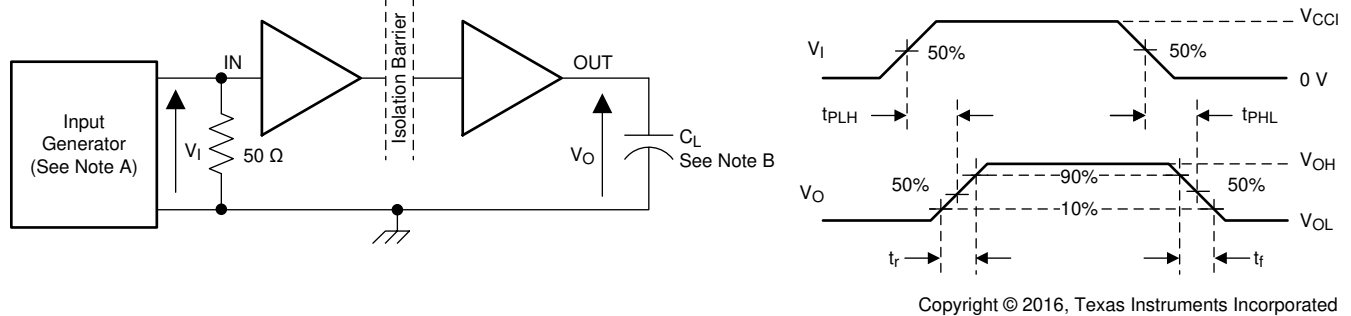 Input
Generator
(See Note A)
V_I
IN
50 Ω
Isolation Barrier
OUT
V_O
C_L
See Note B
V_I
50%
50%
V_CCI
0 V
t_PLH
t_PHL
V_O
50%
90%
10%
50%
V_OH
V_OL
t_r
t_f
Copyright © 2016, Texas Instruments Incorporated